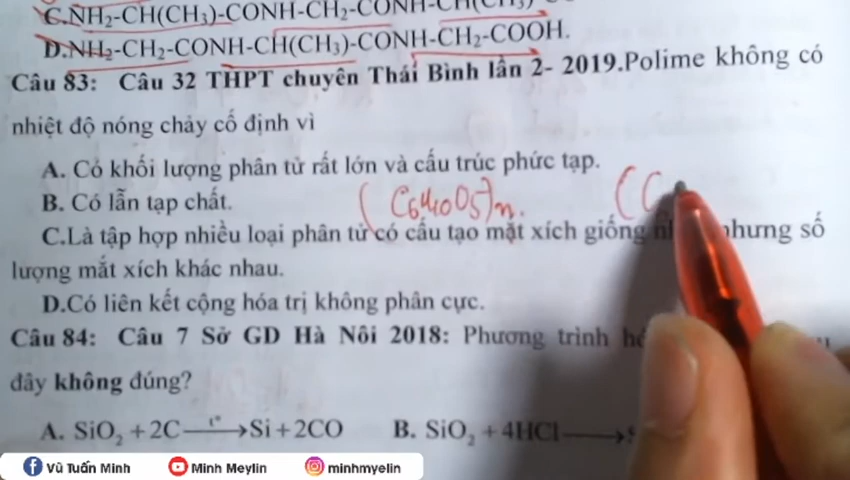 C.NH₂-CH(CH₃)-CONH-CH₂-CONH-CH(CH₃)-
D.NH₂-CH₂-CONH-CH(CH₃)-CONH-CH₂-COOH.
Câu 83: Câu 32 THPT chuyên Thái Bình lần 2- 2019.Polime không có
nhiệt độ nóng chảy cố định vì
A. Có khối lượng phân tử rất lớn và cấu trúc phức tạp.
B. Có lẫn tạp chất.
(C₆H₁₀O₅)n. (C
C.Là tập hợp nhiều loại phân tử có cấu tạo mặt xích giống nhưng số
lượng mắt xích khác nhau.
D.Có liên kết cộng hóa trị không phân cực.
Câu 84: Câu 7 Sở GD Hà Nôi 2018: Phương trình
đây không đúng?
A. SiO₂ + 2C —t°→ Si + 2CO B. SiO₂ + 4HCl →
Vũ Tuấn Minh Minh Meylin minhmyelin